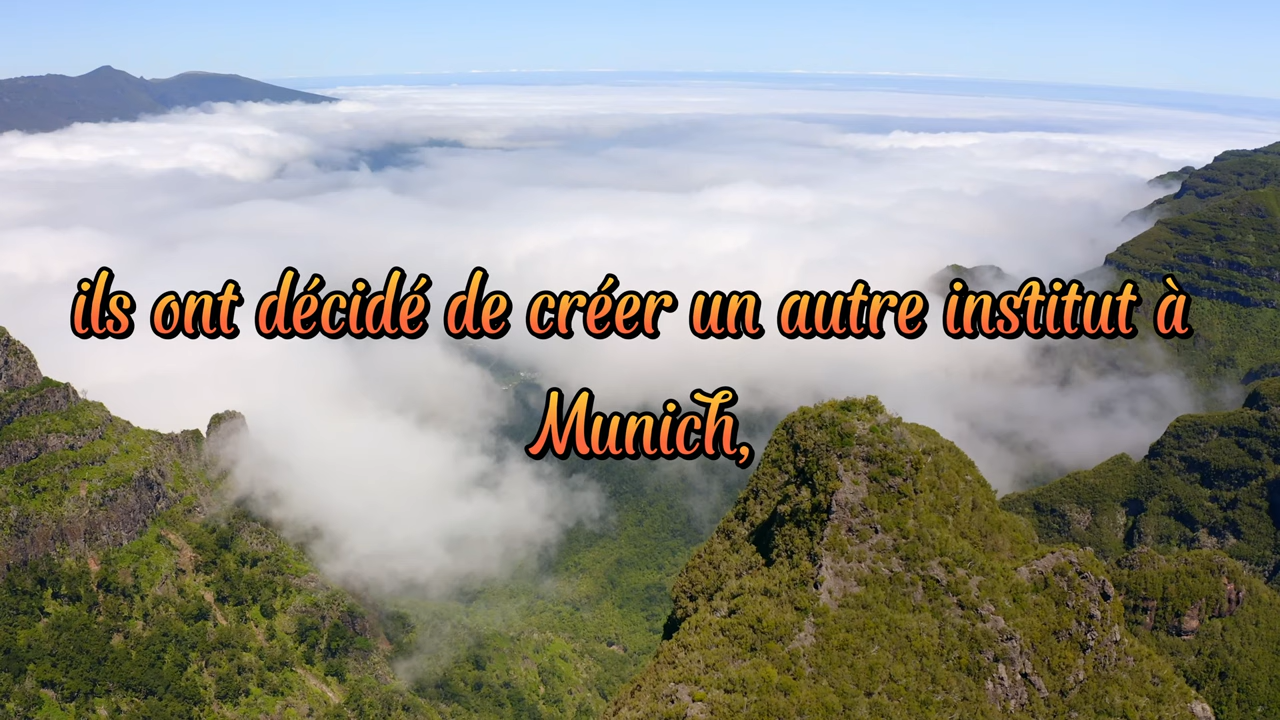 ils ont décidé de créer un autre institut à
Munich,